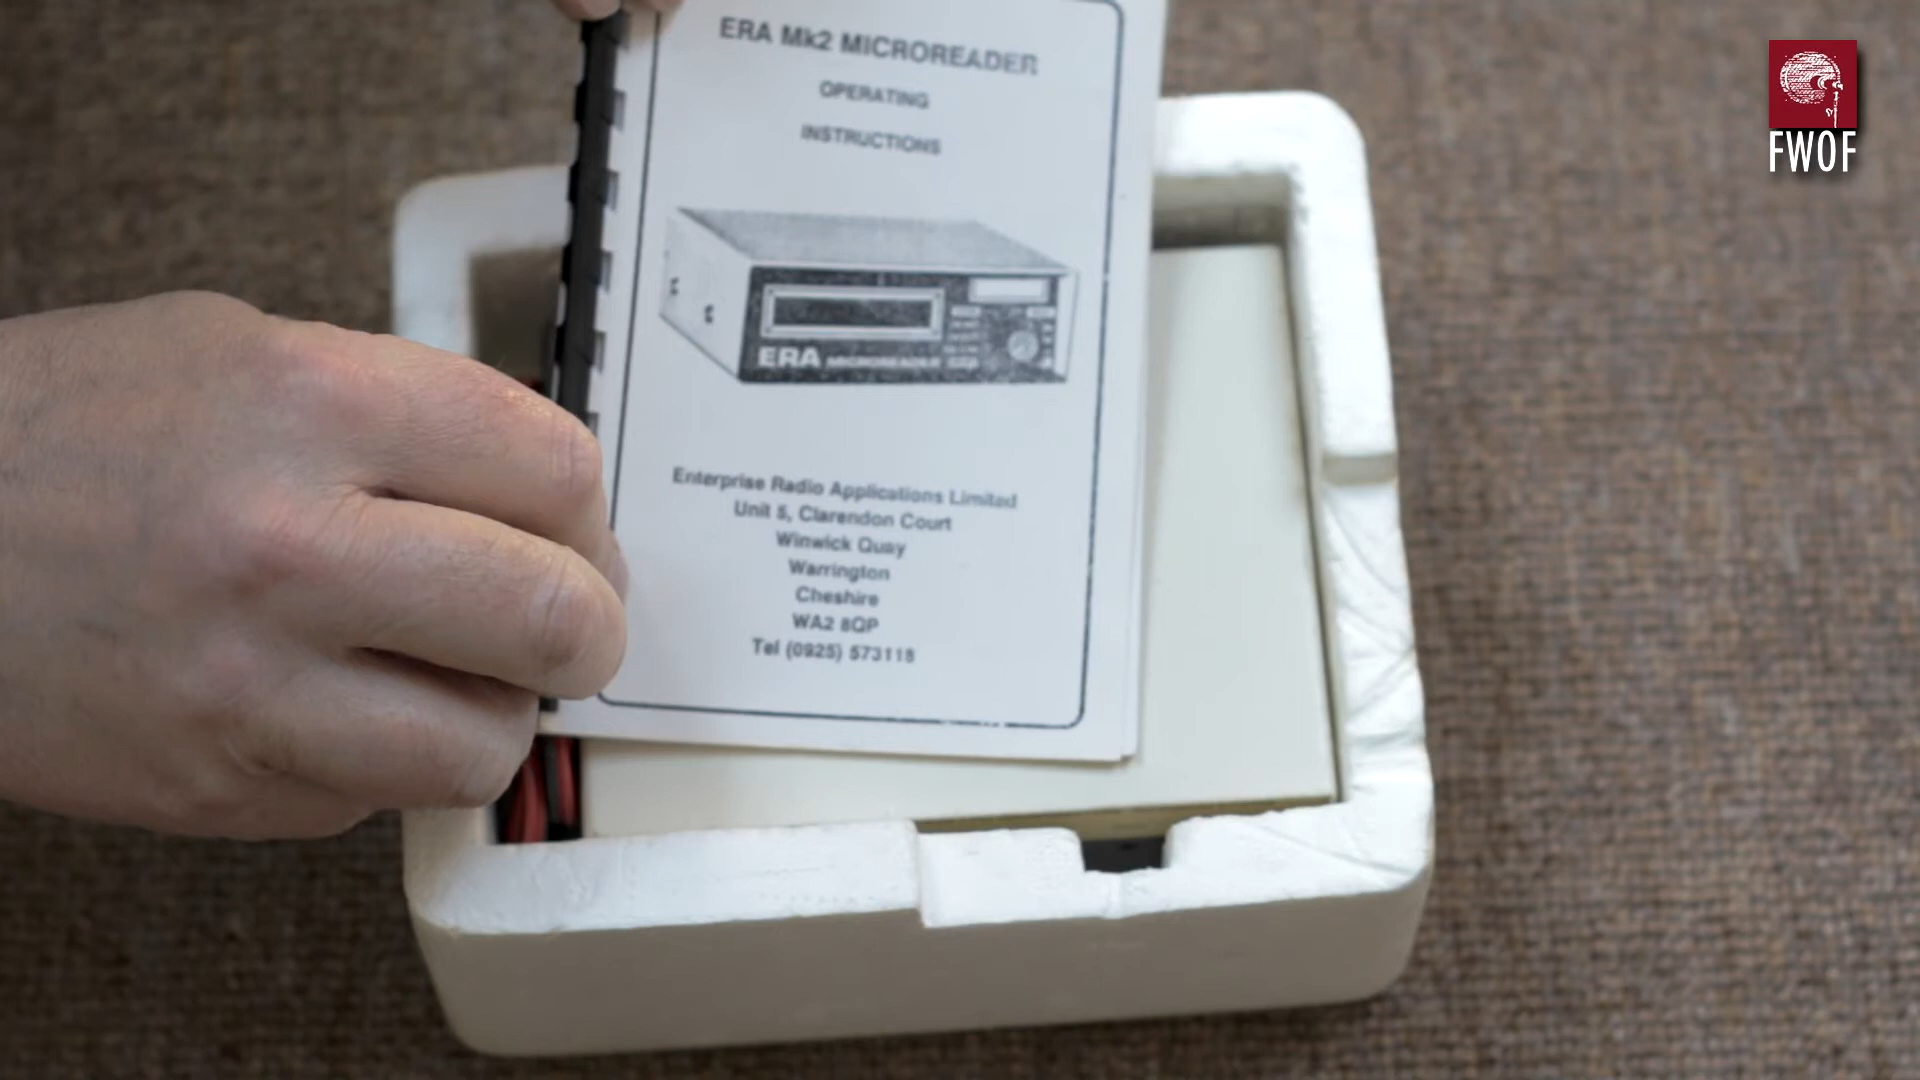 ERA Mk2 MICROREADER
OPERATING
INSTRUCTIONS
ERA MICROREADER
Enterprise Radio Applications Limited
Unit 5, Clarendon Court
Winwick Quay
Warrington
Cheshire
WA2 8QP
Tel (0925) 573118
FWOF